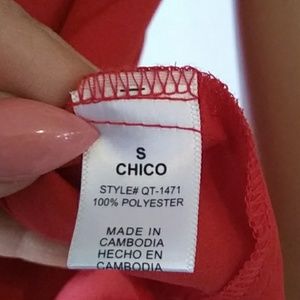 S
CHICO
STYLE# QT-1471
100% POLYESTER
MADE IN
CAMBODIA
HECHO EN
CAMBODIA